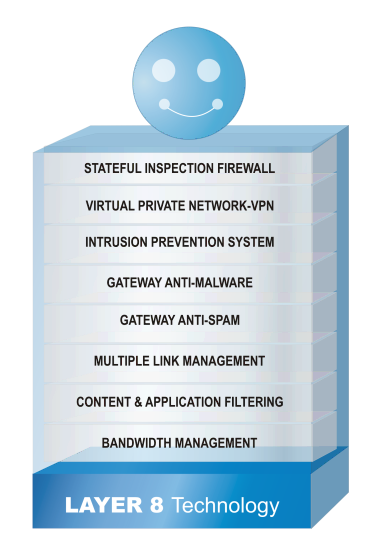 STATEFUL INSPECTION FIREWALL
VIRTUAL PRIVATE NETWORK-VPN
INTRUSION PREVENTION SYSTEM
GATEWAY ANTI-MALWARE
GATEWAY ANTI-SPAM
MULTIPLE LINK MANAGEMENT
CONTENT & APPLICATION FILTERING
BANDWIDTH MANAGEMENT
LAYER 8 Technology